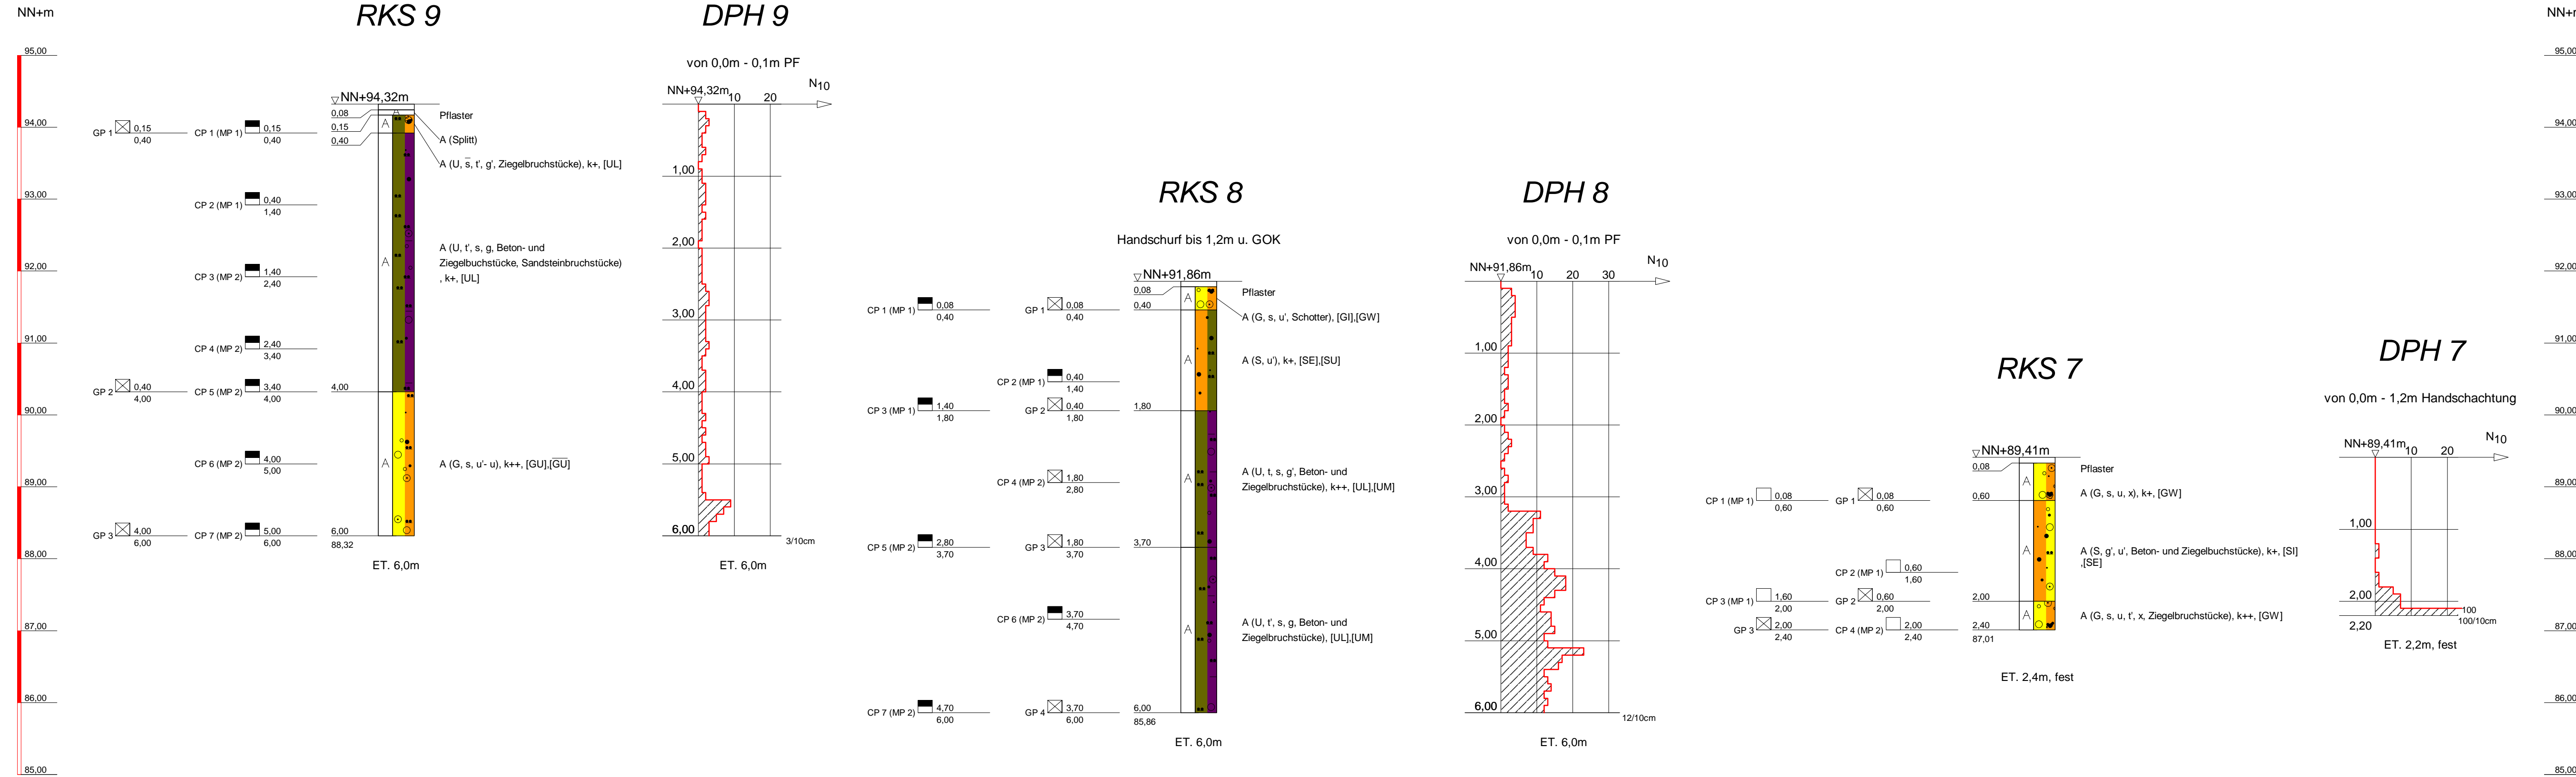 NN+m
95,00
94,00
93,00
92,00
91,00
90,00
89,00
88,00
87,00
86,00
85,00
RKS 9
NN+94,32m
0,08
0,15
0,40
4,00
6,00
88,32
A
A
A
A
Pflaster
A (Splitt)
A (U, s̅, t', g', Ziegelbruchstücke), k+, [UL]
A (U, t', s, g, Beton- und
Ziegelbuchstücke, Sandsteinbruchstücke)
, k+, [UL]
A (G, s, u'- u), k++, [GU],[G̅U̅]
ET. 6,0m
GP 1 0,15
0,40
CP 1 (MP 1) 0,15
0,40
CP 2 (MP 1) 0,40
1,40
CP 3 (MP 2) 1,40
2,40
CP 4 (MP 2) 2,40
3,40
GP 2 0,40
4,00
CP 5 (MP 2) 3,40
4,00
CP 6 (MP 2) 4,00
5,00
GP 3 4,00
6,00
CP 7 (MP 2) 5,00
6,00
DPH 9
von 0,0m - 0,1m PF
N10
NN+94,32m
10 20
1,00
2,00
3,00
4,00
5,00
6,00
3/10cm
ET. 6,0m
RKS 8
Handschurf bis 1,2m u. GOK
NN+91,86m
0,08
0,40
1,80
3,70
6,00
85,86
A
A
A
A
Pflaster
A (G, s, u', Schotter), [GI],[GW]
A (S, u'), k+, [SE],[SU]
A (U, t, s, g', Beton- und
Ziegelbruchstücke), k++, [UL],[UM]
A (U, t', s, g, Beton- und
Ziegelbruchstücke), [UL],[UM]
ET. 6,0m
CP 1 (MP 1) 0,08
0,40
GP 1 0,08
0,40
CP 2 (MP 1) 0,40
1,40
CP 3 (MP 1) 1,40
1,80
GP 2 0,40
1,80
CP 4 (MP 2) 1,80
2,80
CP 5 (MP 2) 2,80
3,70
GP 3 1,80
3,70
CP 6 (MP 2) 3,70
4,70
CP 7 (MP 2) 4,70
6,00
GP 4 3,70
6,00
DPH 8
von 0,0m - 0,1m PF
N10
NN+91,86m
10 20 30
1,00
2,00
3,00
4,00
5,00
6,00
12/10cm
ET. 6,0m
RKS 7
NN+89,41m
0,08
0,60
2,00
2,40
87,01
A
A
A
Pflaster
A (G, s, u, x), k+, [GW]
A (S, g', u', Beton- und Ziegelbuchstücke), k+, [SI]
,[SE]
A (G, s, u, t', x, Ziegelbruchstücke), k++, [GW]
ET. 2,4m, fest
CP 1 (MP 1) 0,08
0,60
GP 1 0,08
0,60
CP 2 (MP 1) 0,60
1,60
CP 3 (MP 1) 1,60
2,00
GP 2 0,60
2,00
GP 3 2,00
2,40
CP 4 (MP 2) 2,00
2,40
DPH 7
von 0,0m - 1,2m Handschachtung
N10
NN+89,41m
10 20
1,00
2,00
2,20
100
100/10cm
ET. 2,2m, fest
95,00
94,00
93,00
92,00
91,00
90,00
89,00
88,00
87,00
86,00
85,00